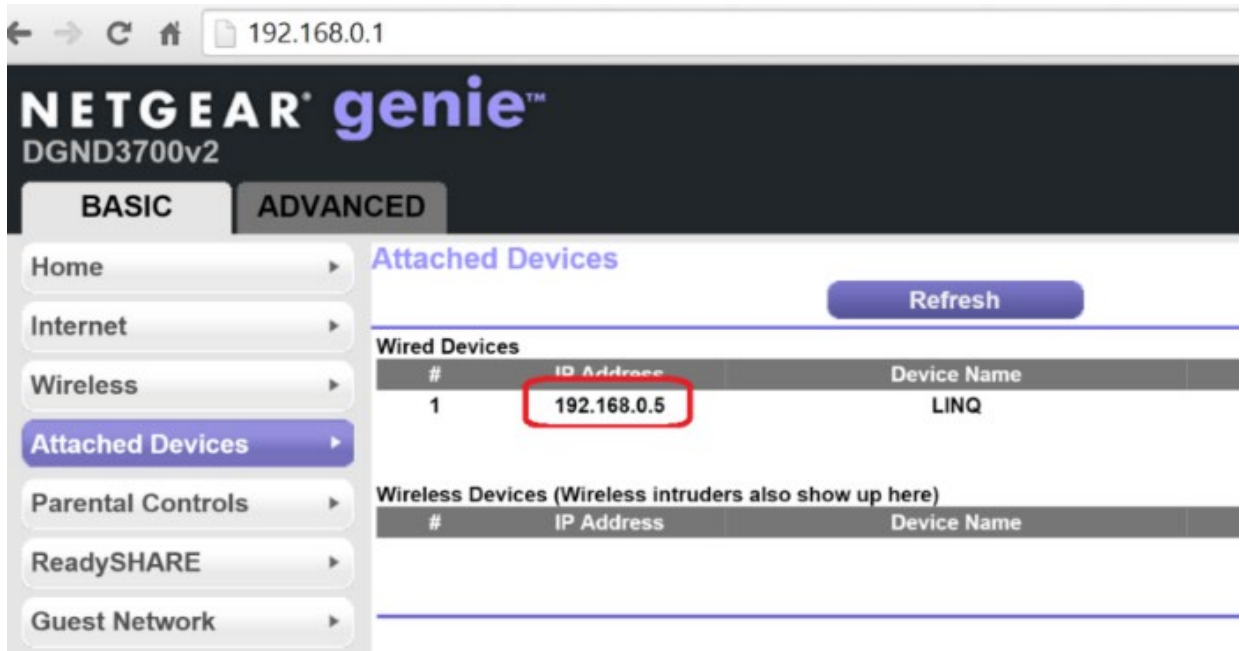 192.168.0.1
NETGEAR® genie™
DGND3700v2
BASIC ADVANCED
Home
Internet
Wireless
Attached Devices
Parental Controls
ReadySHARE
Guest Network
Attached Devices
Refresh
Wired Devices
# IP Address Device Name
1 192.168.0.5 LINQ
Wireless Devices (Wireless intruders also show up here)
# IP Address Device Name